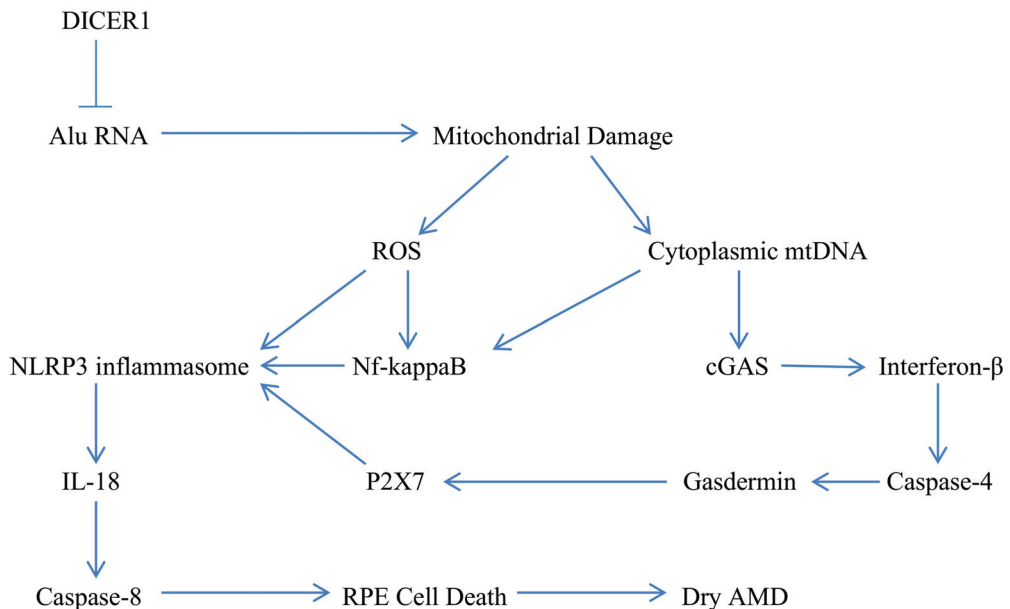 DICER1
Alu RNA
Mitochondrial Damage
ROS
Cytoplasmic mtDNA
NLRP3 inflammasome
Nf-kappaB
cGAS
Interferon-β
IL-18
P2X7
Gasdermin
Caspase-4
Caspase-8
RPE Cell Death
Dry AMD